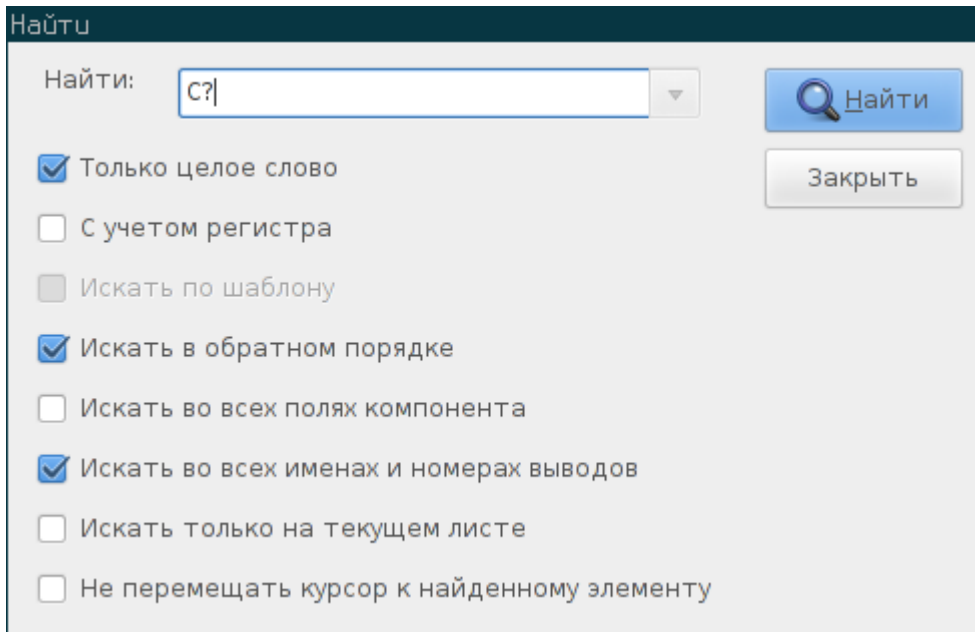 Найти
Найти:
C?
Найти
Только целое слово
Закрыть
С учетом регистра
Искать по шаблону
Искать в обратном порядке
Искать во всех полях компонента
Искать во всех именах и номерах выводов
Искать только на текущем листе
Не перемещать курсор к найденному элементу